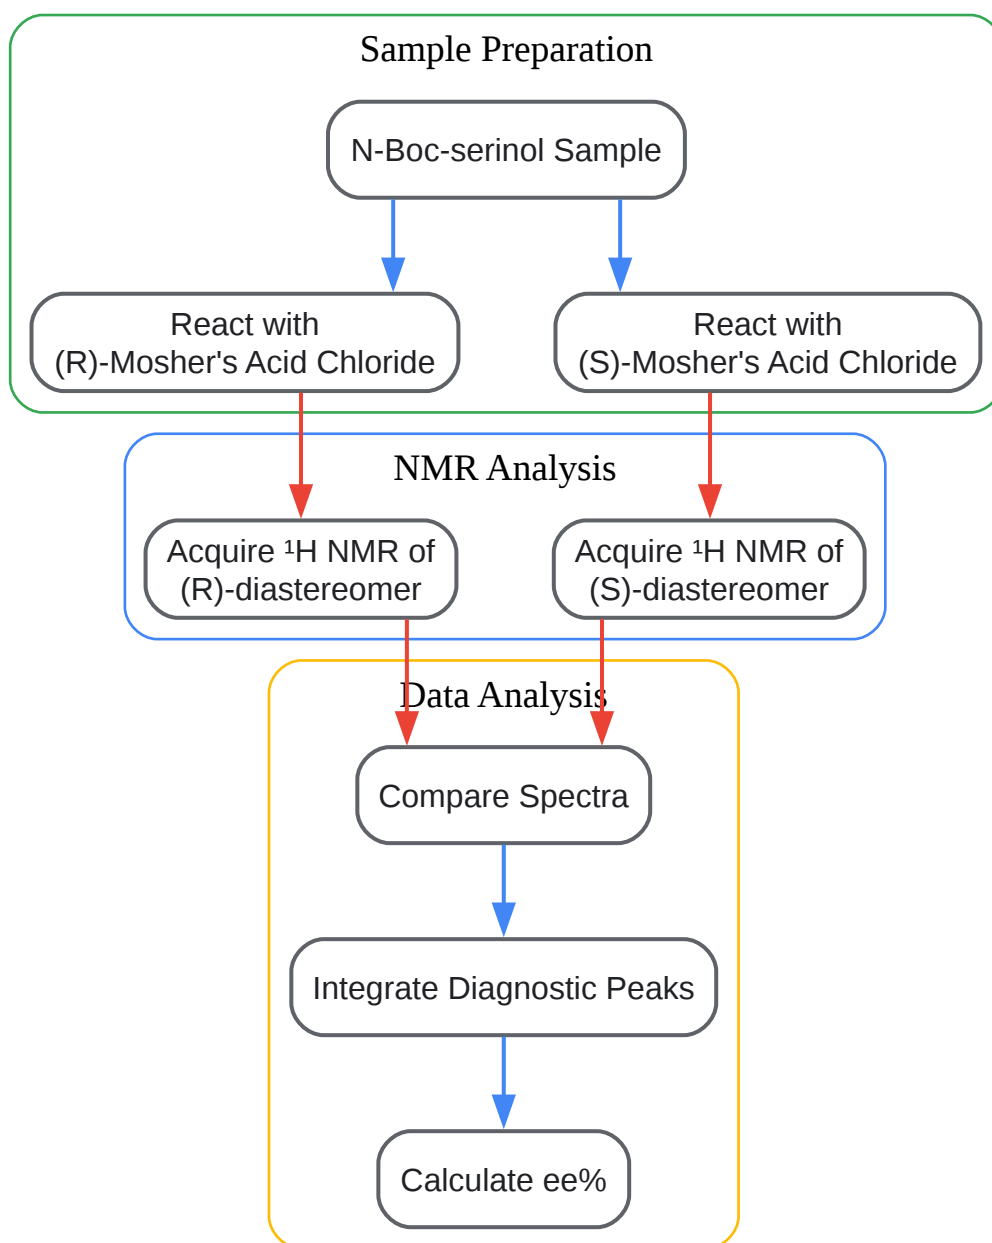 Sample Preparation
N-Boc-serinol Sample
React with
(R)-Mosher's Acid Chloride
React with
(S)-Mosher's Acid Chloride
NMR Analysis
Acquire ¹H NMR of
(R)-diastereomer
Acquire ¹H NMR of
(S)-diastereomer
Data Analysis
Compare Spectra
Integrate Diagnostic Peaks
Calculate ee%